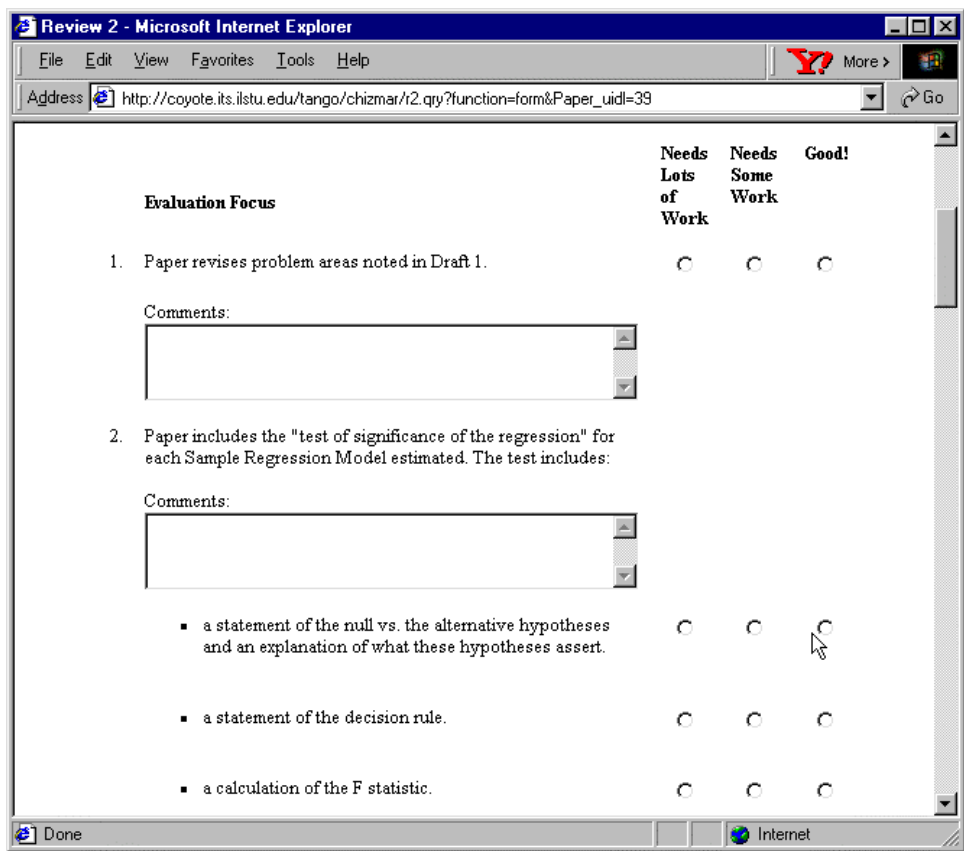 Review 2 - Microsoft Internet Explorer
File Edit View Favorites Tools Help
Y! More >
Address http://coyote.its.ilstu.edu/tango/chizmar/r2.qry?function=form&Paper_uidl=39 Go
Needs Lots of Work
Needs Some Work
Good!
Evaluation Focus
1. Paper revises problem areas noted in Draft 1.
Comments:
2. Paper includes the "test of significance of the regression" for
each Sample Regression Model estimated. The test includes:
Comments:
▪ a statement of the null vs. the alternative hypotheses
and an explanation of what these hypotheses assert.
▪ a statement of the decision rule.
▪ a calculation of the F statistic.
Done Internet